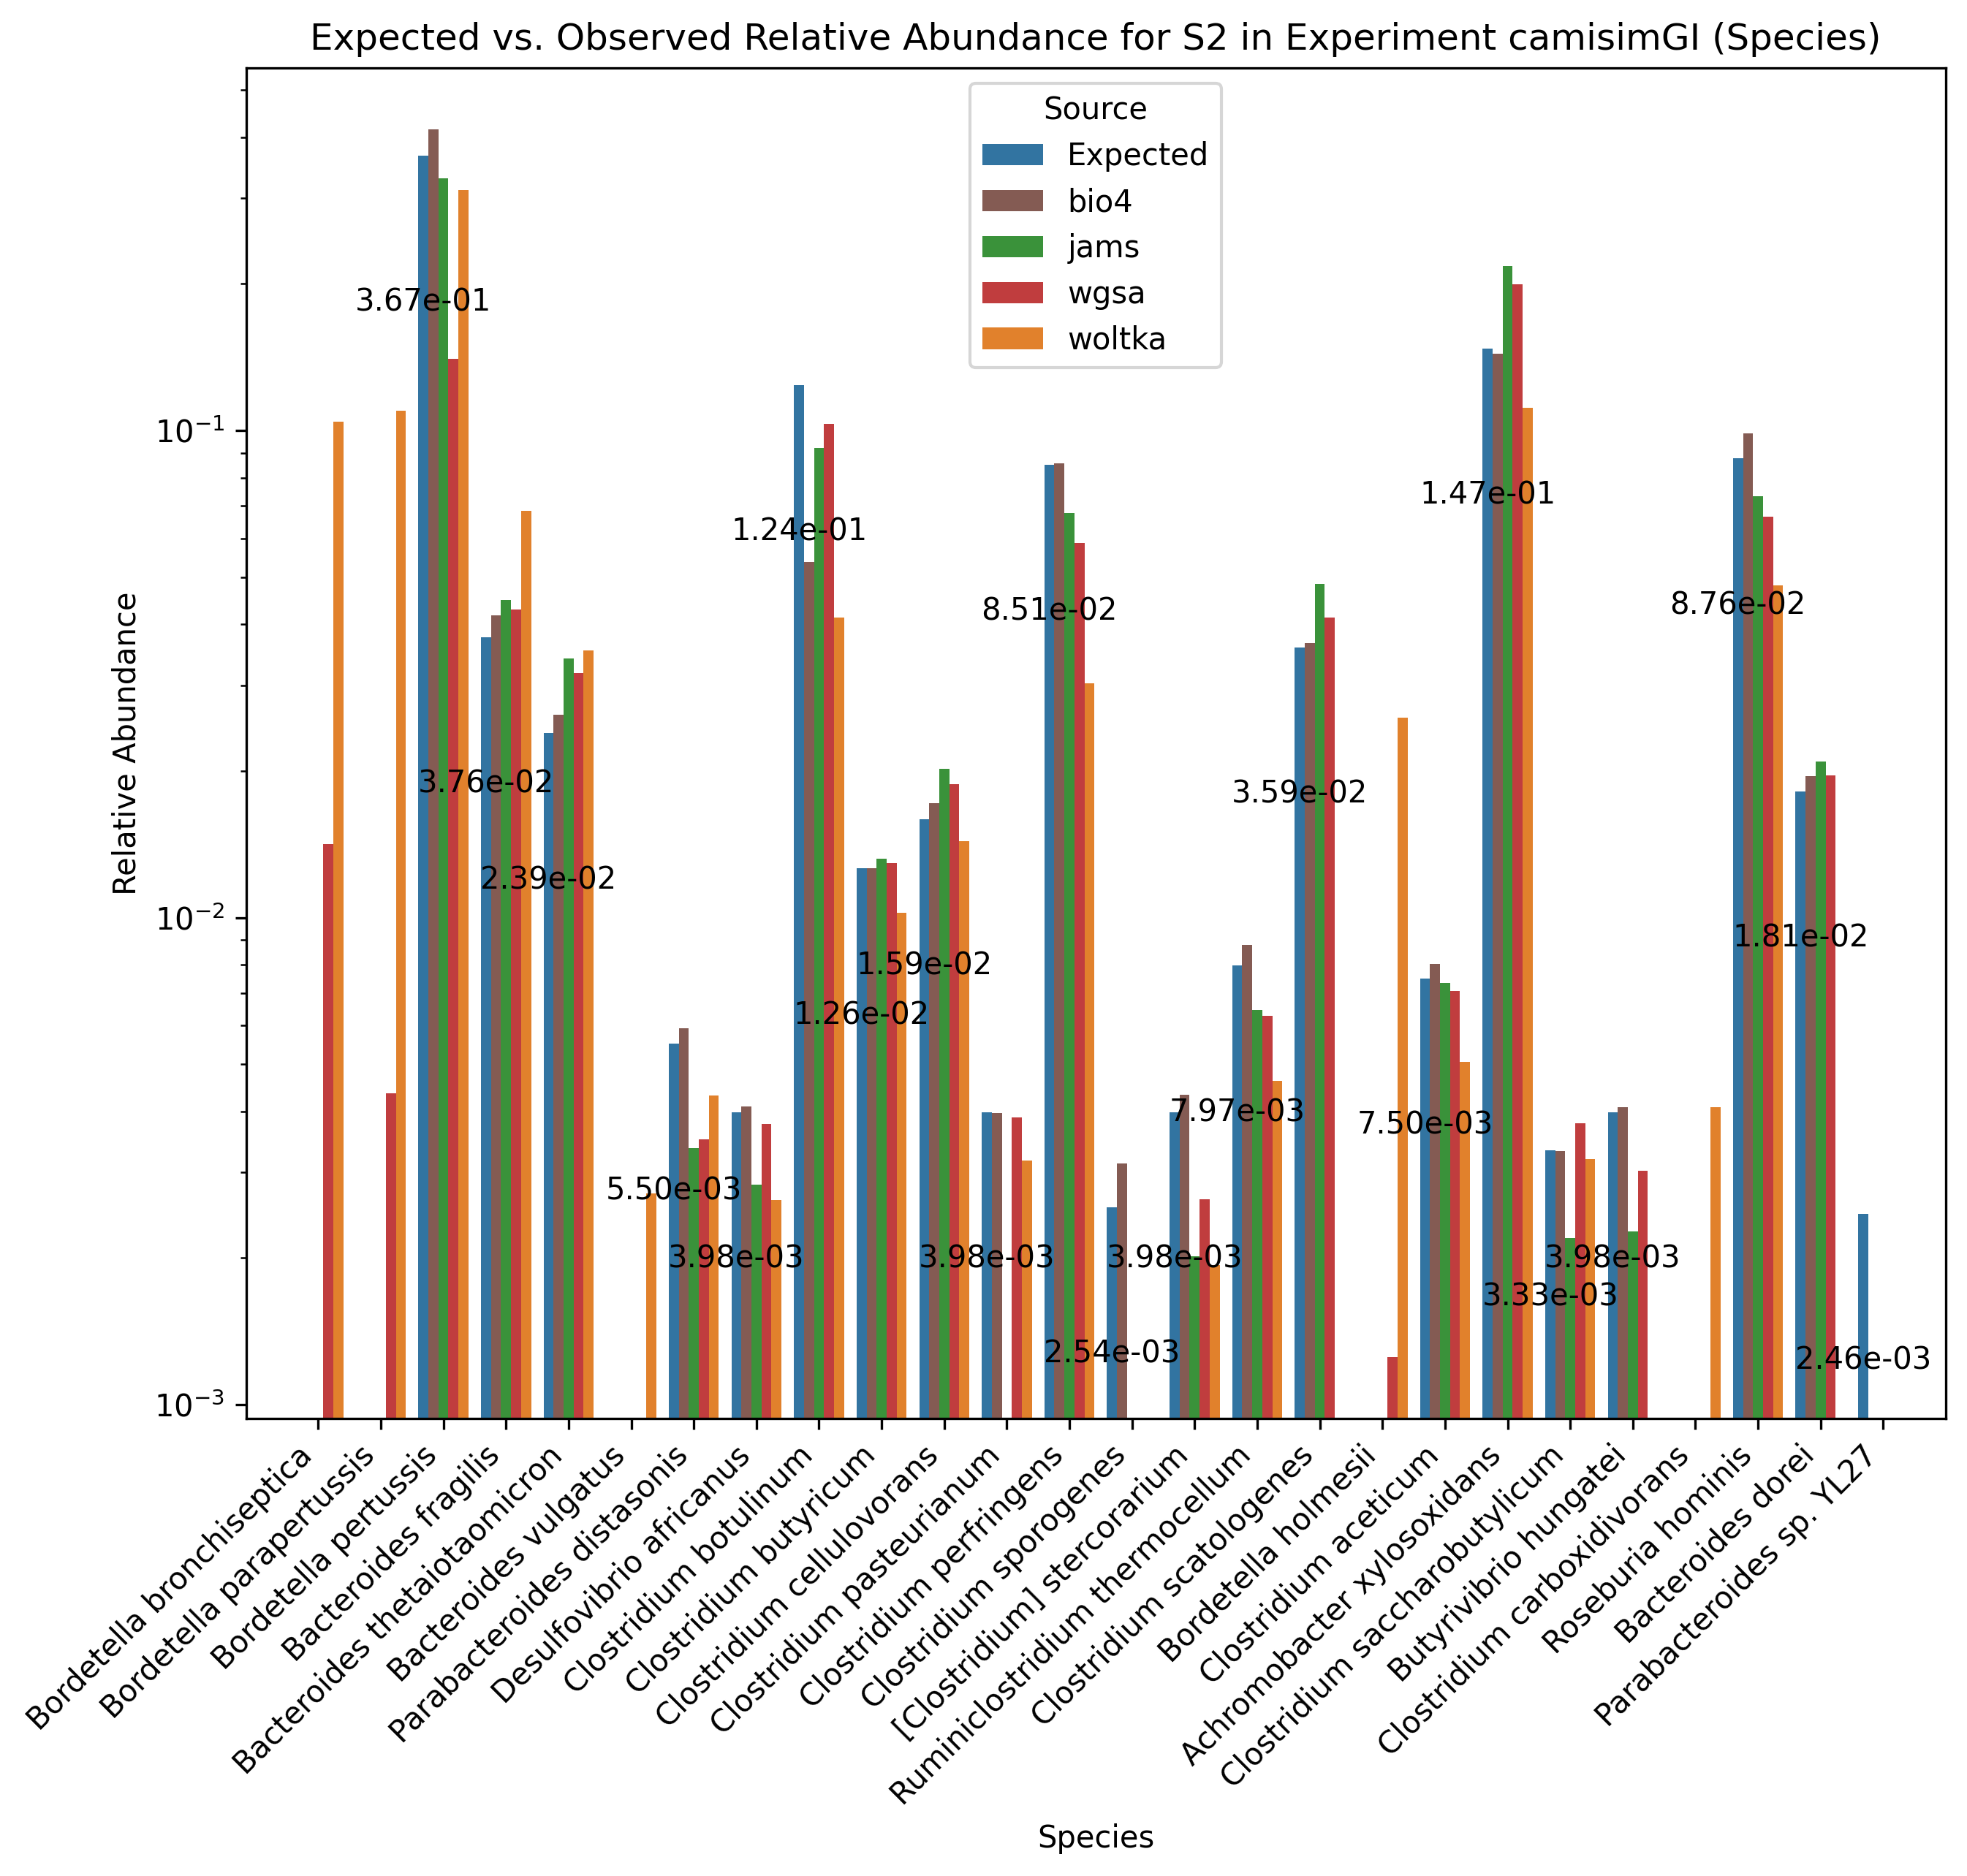 Expected vs. Observed Relative Abundance for S2 in Experiment camisimGI (Species)
Source
Expected
bio4
jams
wgsa
woltka
Relative Abundance
10⁻¹
10⁻²
10⁻³
3.67e-01
3.76e-02
2.39e-02
5.50e-03
3.98e-03
1.24e-01
1.26e-02
1.59e-02
3.98e-03
8.51e-02
2.54e-03
3.98e-03
7.97e-03
3.59e-02
7.50e-03
1.47e-01
3.33e-03
3.98e-03
8.76e-02
1.81e-02
2.46e-03
Bordetella bronchiseptica
Bordetella parapertussis
Bordetella pertussis
Bacteroides fragilis
Bacteroides thetaiotaomicron
Bacteroides vulgatus
Parabacteroides distasonis
Desulfovibrio africanus
Clostridium botulinum
Clostridium butyricum
Clostridium cellulovorans
Clostridium pasteurianum
Clostridium perfringens
Clostridium sporogenes
[Clostridium] stercorarium
Ruminiclostridium thermocellum
Clostridium scatologenes
Bordetella holmesii
Clostridium aceticum
Achromobacter xylosoxidans
Clostridium saccharobutylicum
Butyrivibrio hungatei
Clostridium carboxidivorans
Roseburia hominis
Bacteroides dorei
Parabacteroides sp. YL27
Species